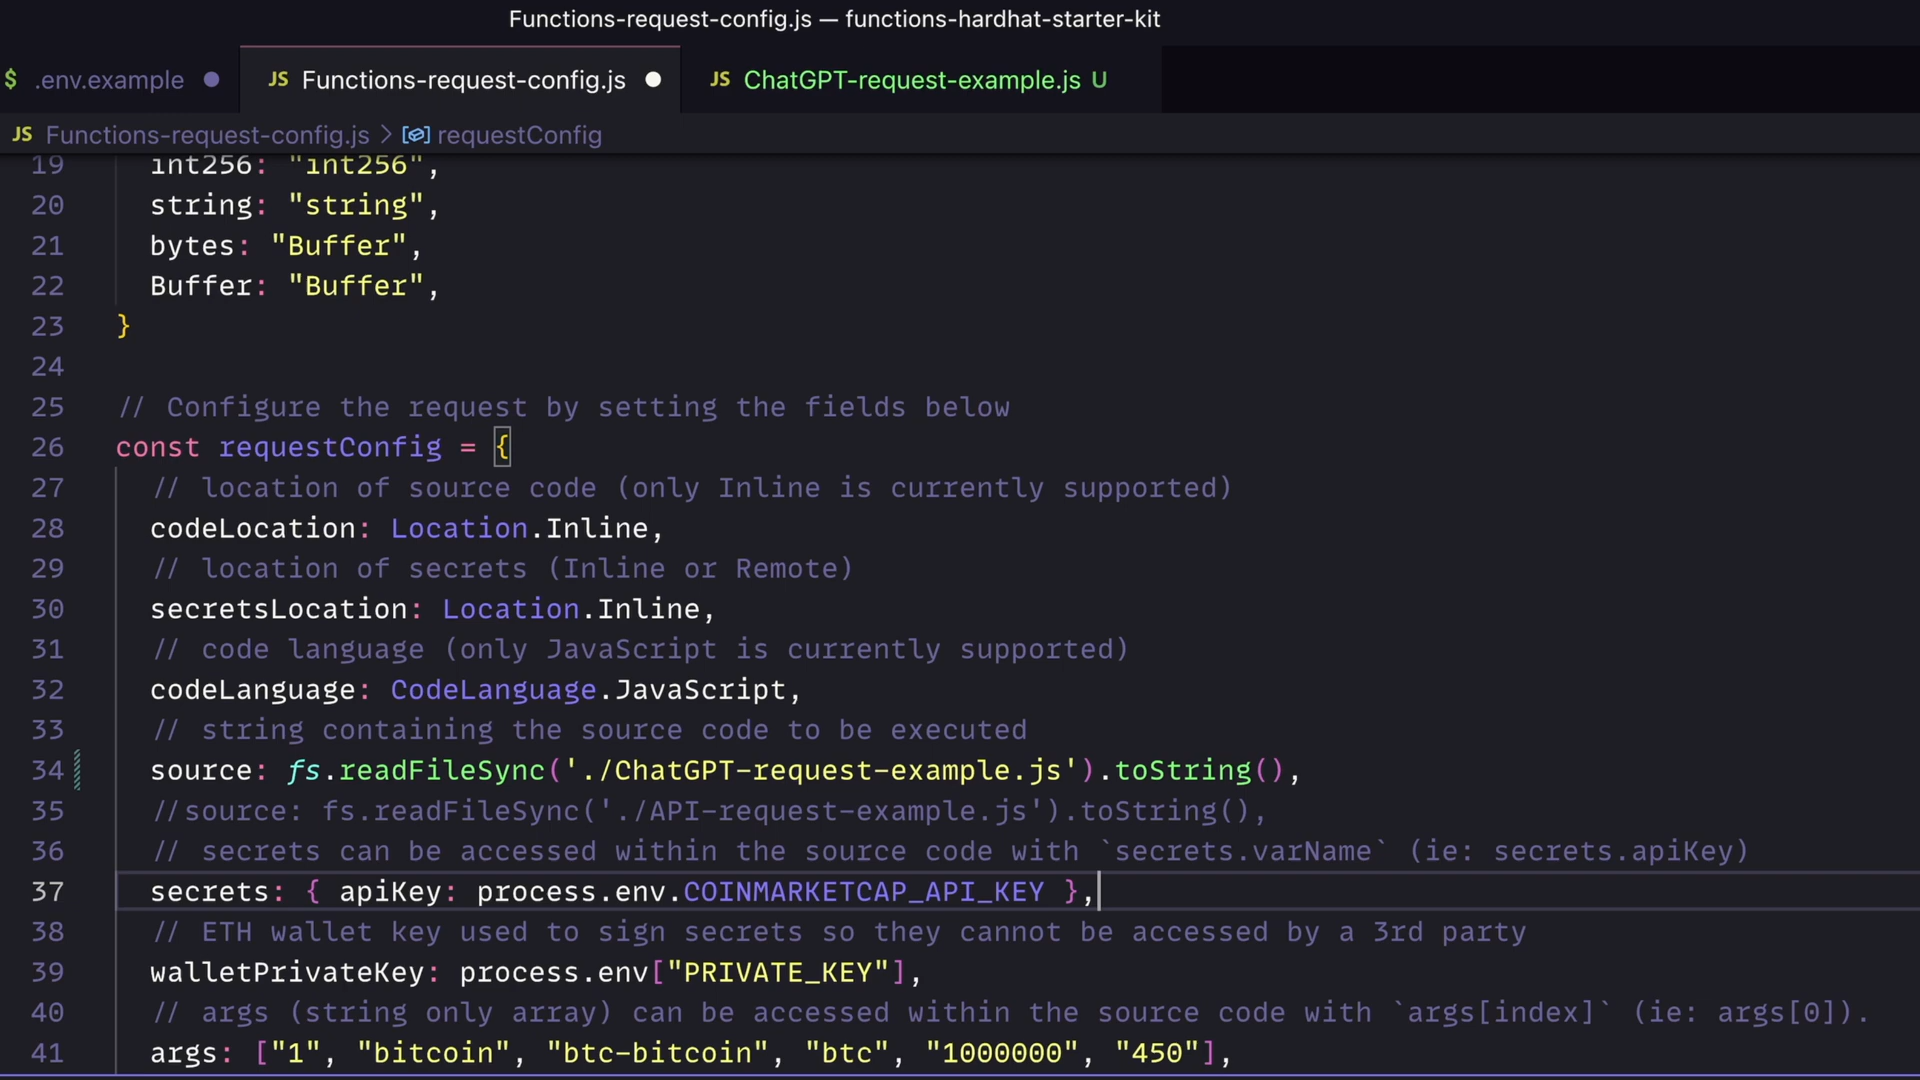 Functions-request-config.js — functions-hardhat-starter-kit
$ .env.example JS Functions-request-config.js JS ChatGPT-request-example.js U
JS Functions-request-config.js > requestConfig
19 int256: "int256",
20 string: "string",
21 bytes: "Buffer",
22 Buffer: "Buffer",
23 }
24
25 // Configure the request by setting the fields below
26 const requestConfig = {
27 // location of source code (only Inline is currently supported)
28 codeLocation: Location.Inline,
29 // location of secrets (Inline or Remote)
30 secretsLocation: Location.Inline,
31 // code language (only JavaScript is currently supported)
32 codeLanguage: CodeLanguage.JavaScript,
33 // string containing the source code to be executed
34 source: fs.readFileSync('./ChatGPT-request-example.js').toString(),
35 //source: fs.readFileSync('./API-request-example.js').toString(),
36 // secrets can be accessed within the source code with `secrets.varName` (ie: secrets.apiKey)
37 secrets: { apiKey: process.env.COINMARKETCAP_API_KEY },
38 // ETH wallet key used to sign secrets so they cannot be accessed by a 3rd party
39 walletPrivateKey: process.env["PRIVATE_KEY"],
40 // args (string only array) can be accessed within the source code with `args[index]` (ie: args[0]).
41 args: ["1", "bitcoin", "btc-bitcoin", "btc", "1000000", "450"],